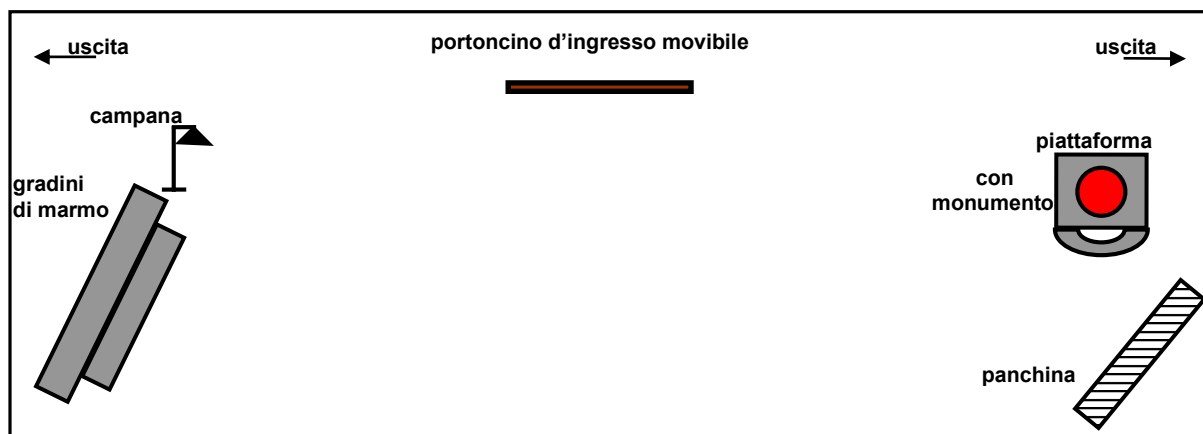 uscita
portoncino d’ingresso movibile
uscita
campana
piattaforma
gradini
di marmo
con
monumento
panchina